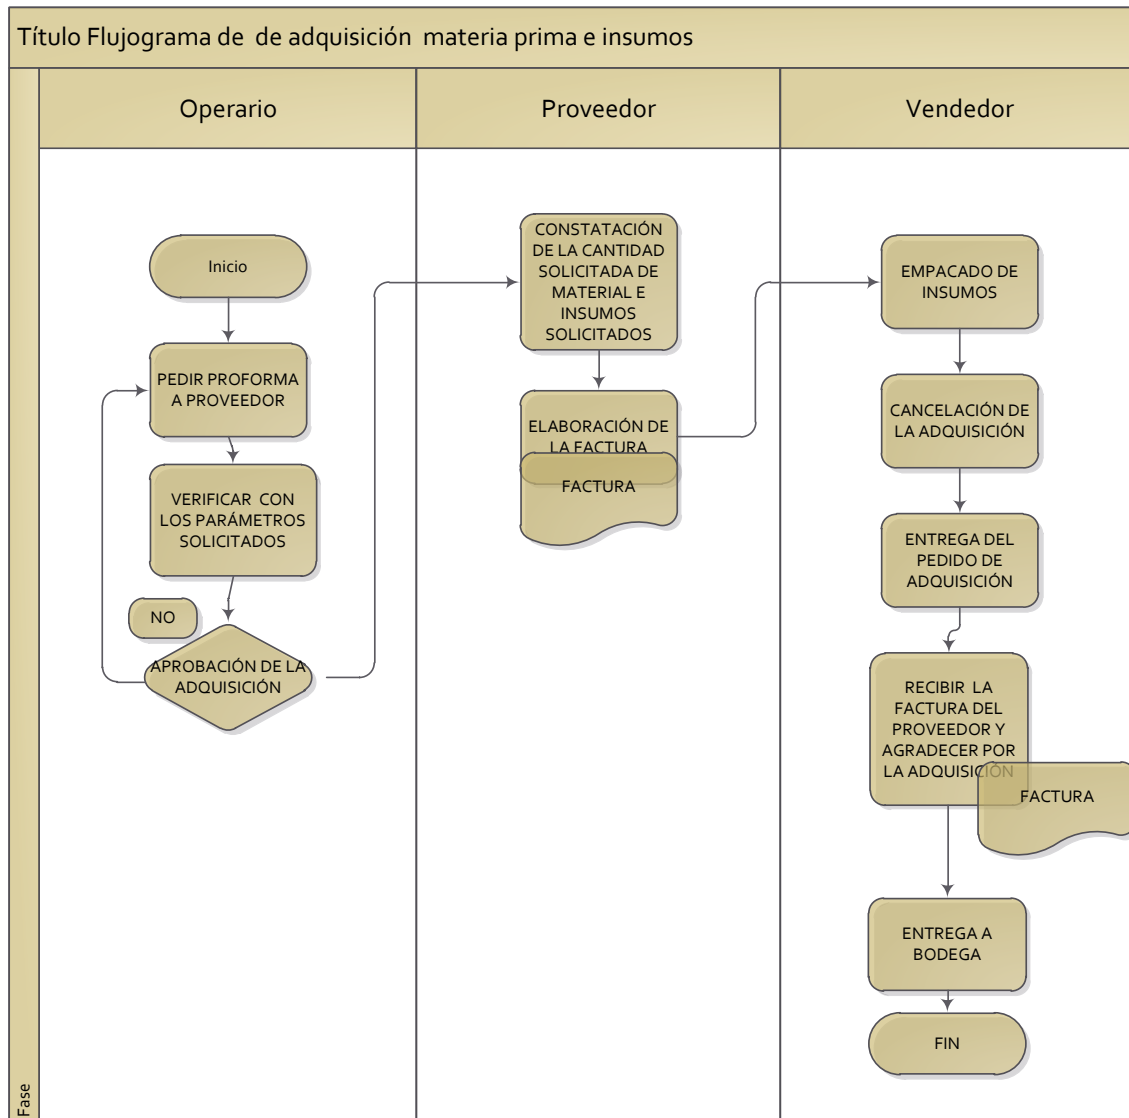 Título Flujograma de  de adquisición  materia prima e insumos
Operario
Proveedor
Vendedor
Inicio
PEDIR PROFORMA
A PROVEEDOR
VERIFICAR  CON
LOS PARÁMETROS
SOLICITADOS
NO
APROBACIÓN DE LA
ADQUISICIÓN
CONSTATACIÓN
DE LA CANTIDAD
SOLICITADA DE
MATERIAL E
INSUMOS
SOLICITADOS
ELABORACIÓN DE
LA FACTURA
FACTURA
EMPACADO DE
INSUMOS
CANCELACIÓN DE
LA ADQUISICIÓN
ENTREGA DEL
PEDIDO DE
ADQUISICIÓN
RECIBIR  LA
FACTURA DEL
PROVEEDOR Y
AGRADECER POR
LA ADQUISICIÓN
FACTURA
ENTREGA A
BODEGA
FIN
Fase